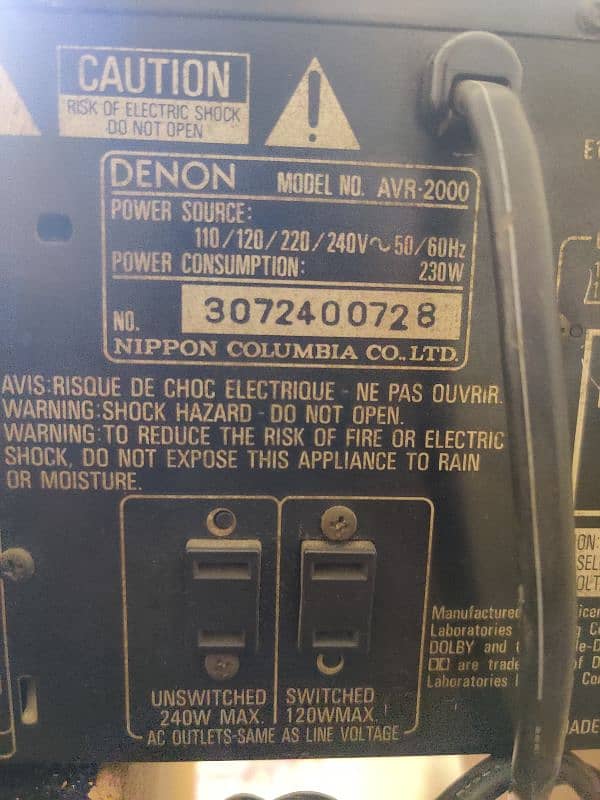 CAUTION
RISK OF ELECTRIC SHOCK
DO NOT OPEN
DENON MODEL NO. AVR-2000
POWER SOURCE:
110/120/220/240V~50/60Hz
POWER CONSUMPTION: 230W
NO. 3072400728
NIPPON COLUMBIA CO.,LTD.
AVIS:RISQUE DE CHOC ELECTRIQUE - NE PAS OUVRIR.
WARNING:SHOCK HAZARD - DO NOT OPEN.
WARNING:TO REDUCE THE RISK OF FIRE OR ELECTRIC
SHOCK, DO NOT EXPOSE THIS APPLIANCE TO RAIN
OR MOISTURE.
UNSWITCHED
240W MAX.
SWITCHED
120WMAX.
AC OUTLETS-SAME AS LINE VOLTAGE
Manufactured
Laboratories
DOLBY and
are trade
Laboratories